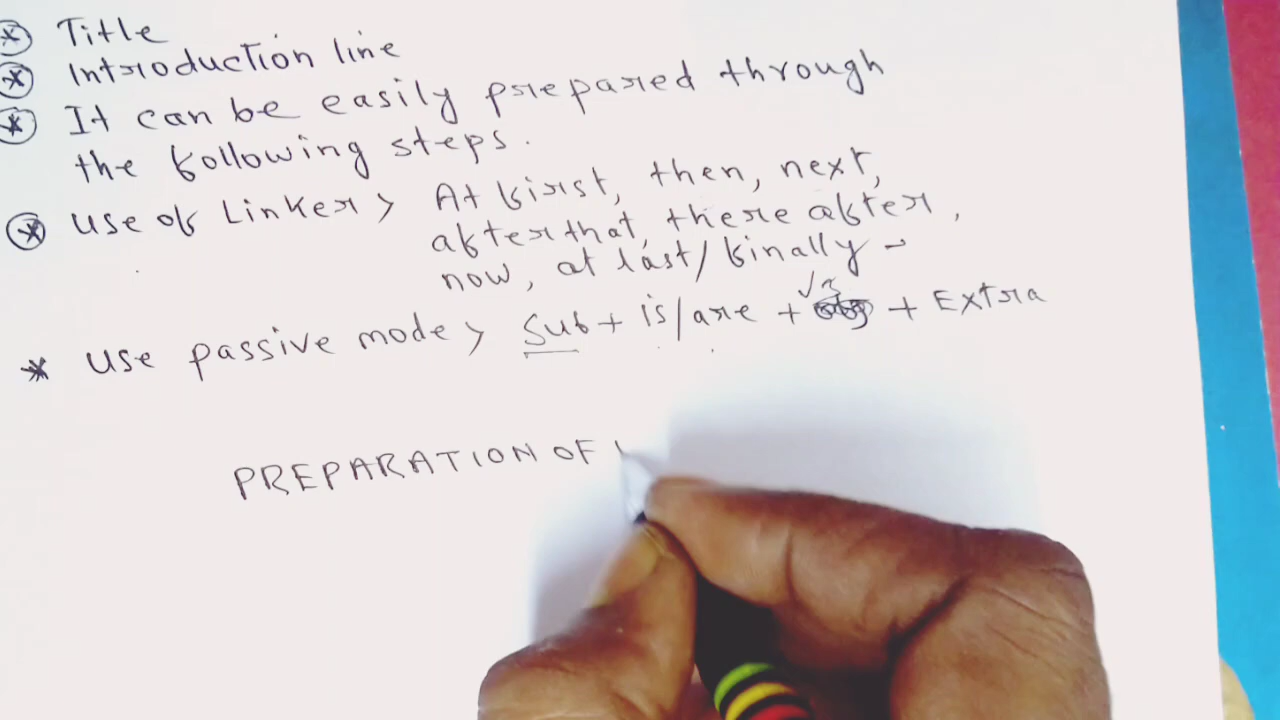 * Title
* Introduction line
* It can be easily prepared through
the following steps.
* Use of Linker > At first, then, next,
after that, there after,
now, at last/finally -
* Use passive mode > Sub + is/are + V3 + Extra
PREPARATION OF